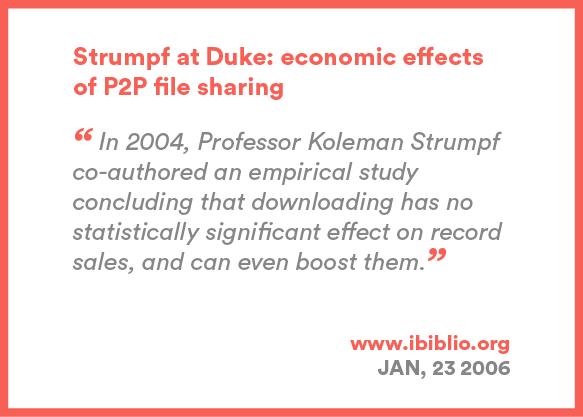 Strumpf at Duke: economic effects
of P2P file sharing
“ In 2004, Professor Koleman Strumpf
co-authored an empirical study
concluding that downloading has no
statistically significant effect on record
sales, and can even boost them.”
www.ibiblio.org
JAN, 23 2006